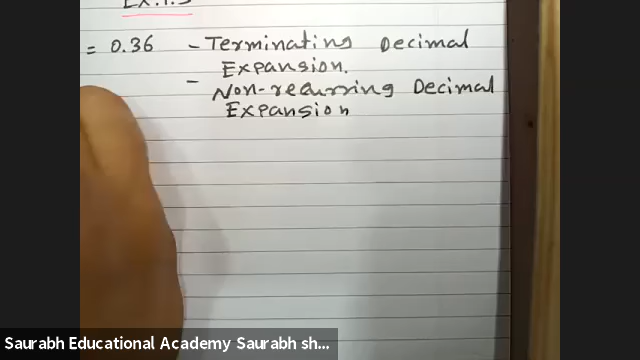 = 0.36 - Terminating Decimal
Expansion.
- Non-recurring Decimal
Expansion
Saurabh Educational Academy Saurabh sh...